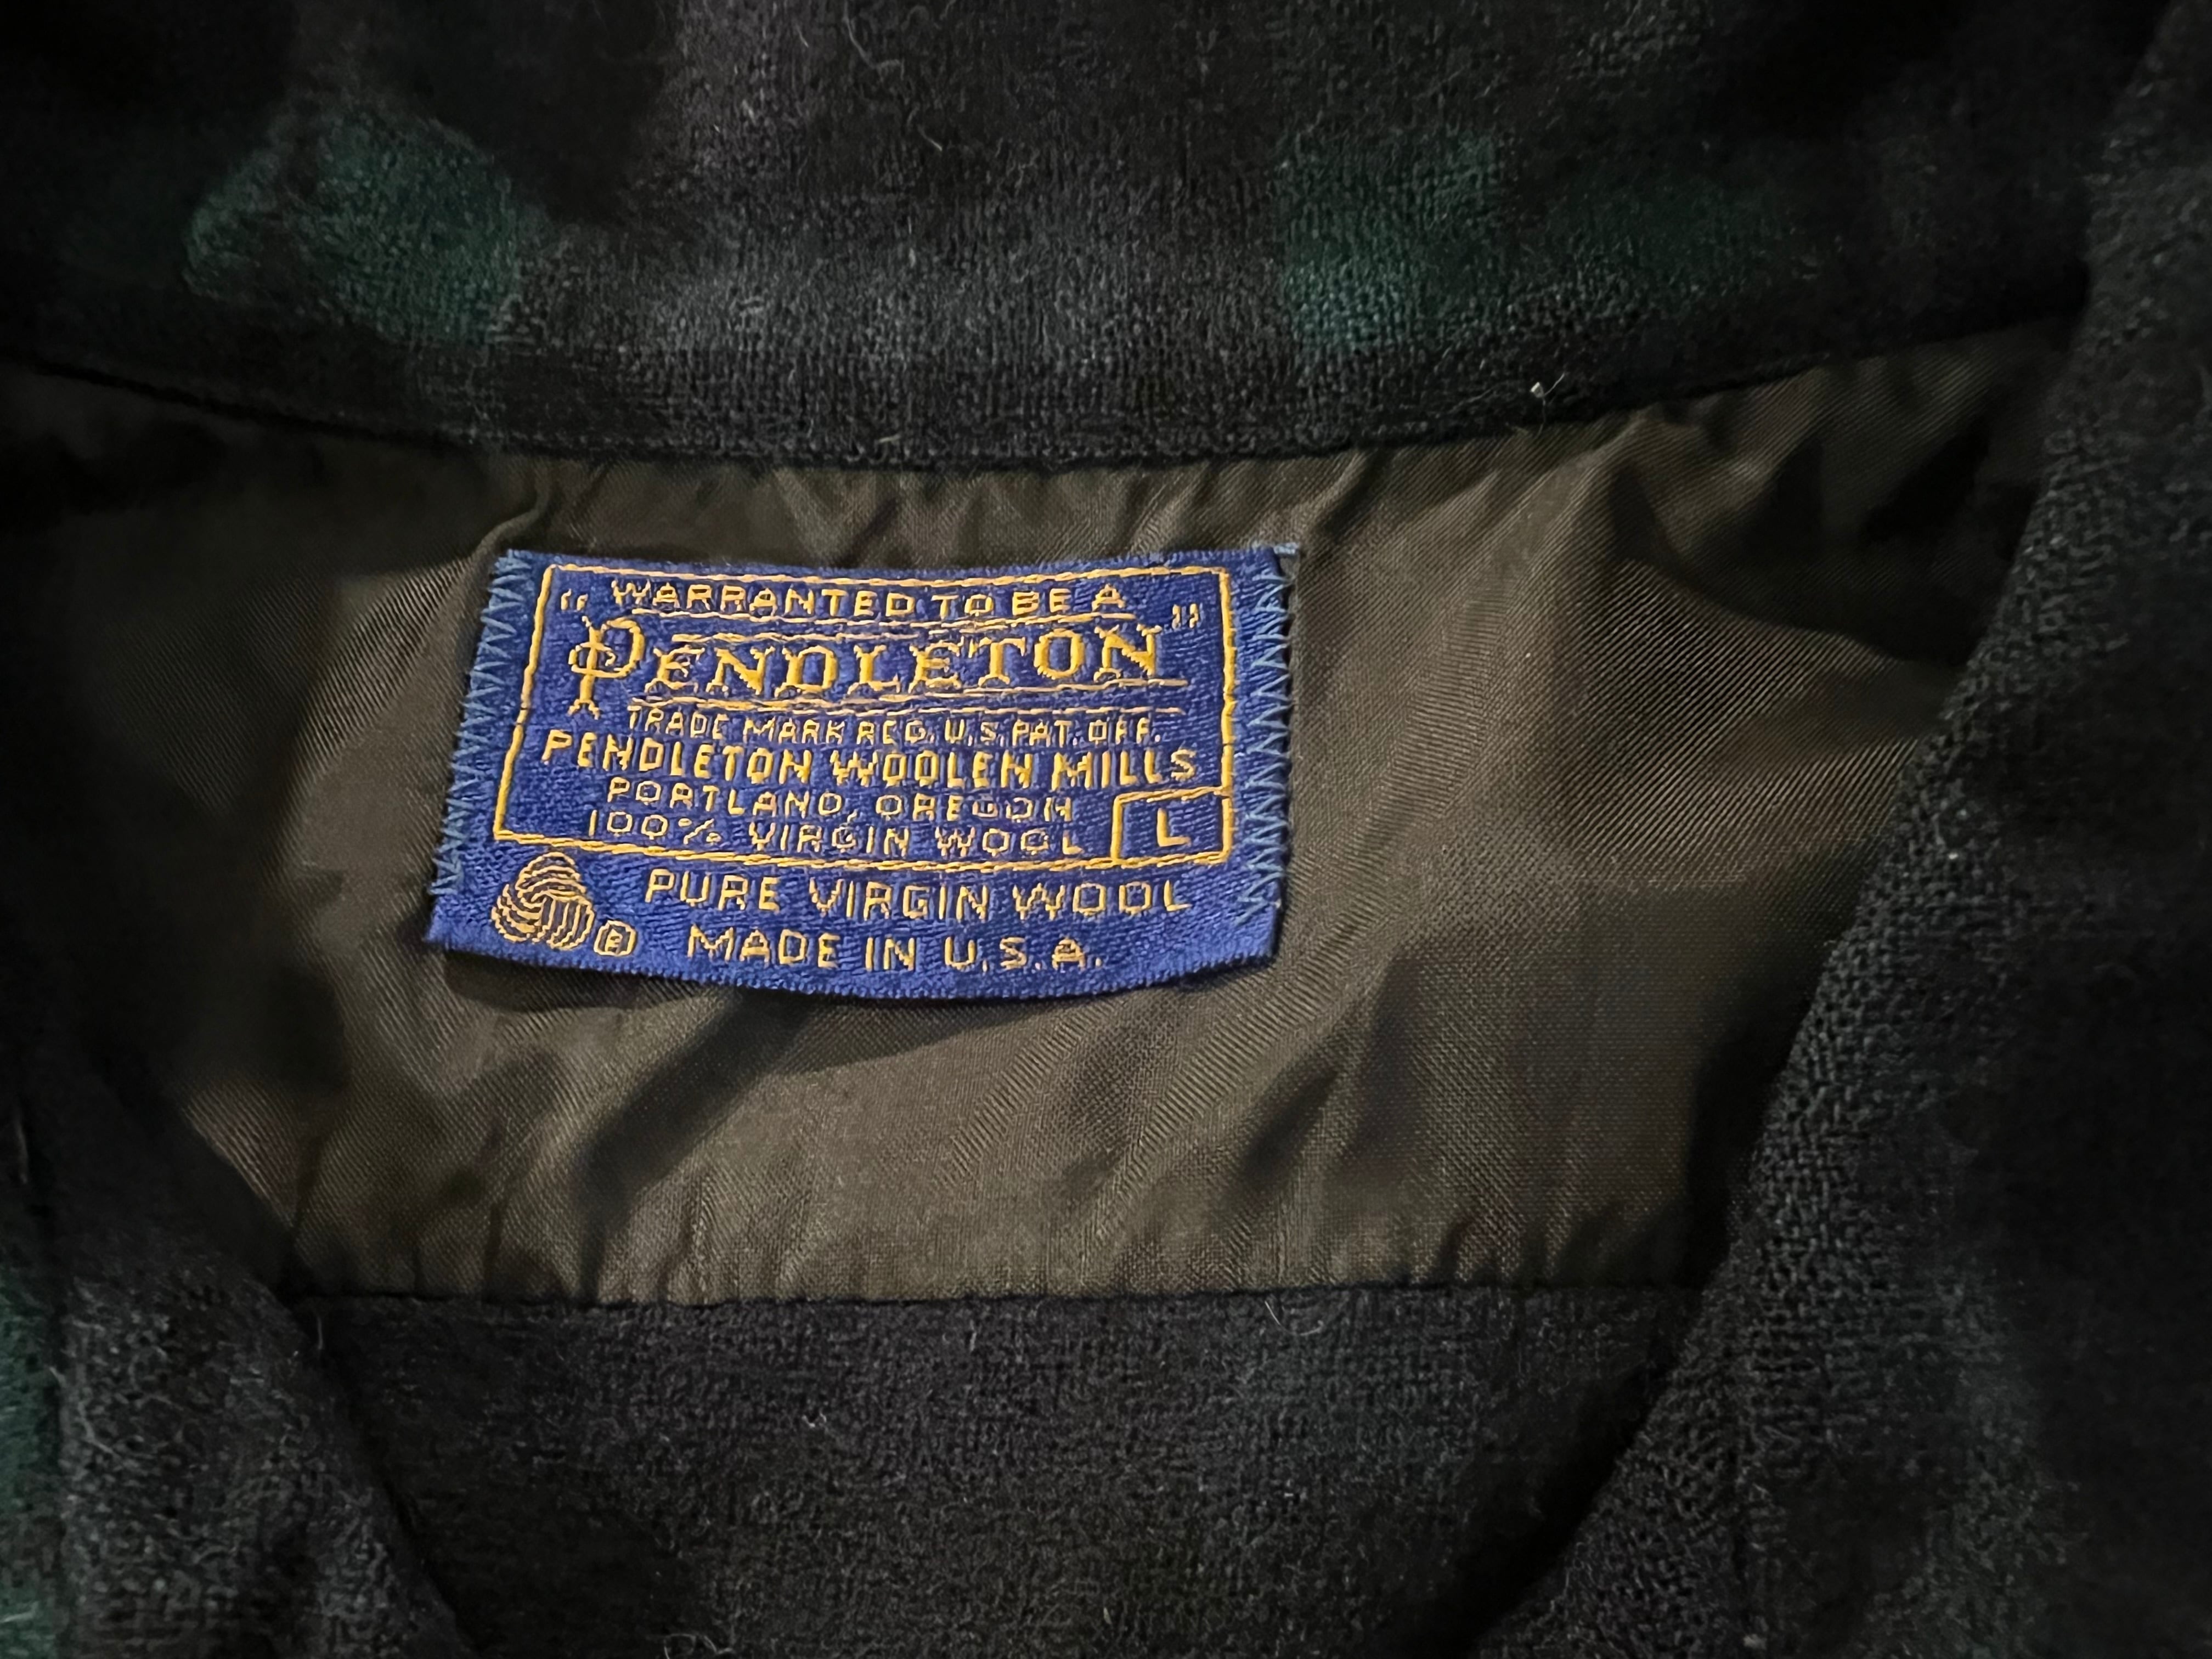 "WARRANTED TO BE A
PENDLETON"
TRADE MARK REG. U.S. PAT. OFF.
PENDLETON WOOLEN MILLS
PORTLAND, OREGON
100% VIRGIN WOOL
L
PURE VIRGIN WOOL
® MADE IN U.S.A.